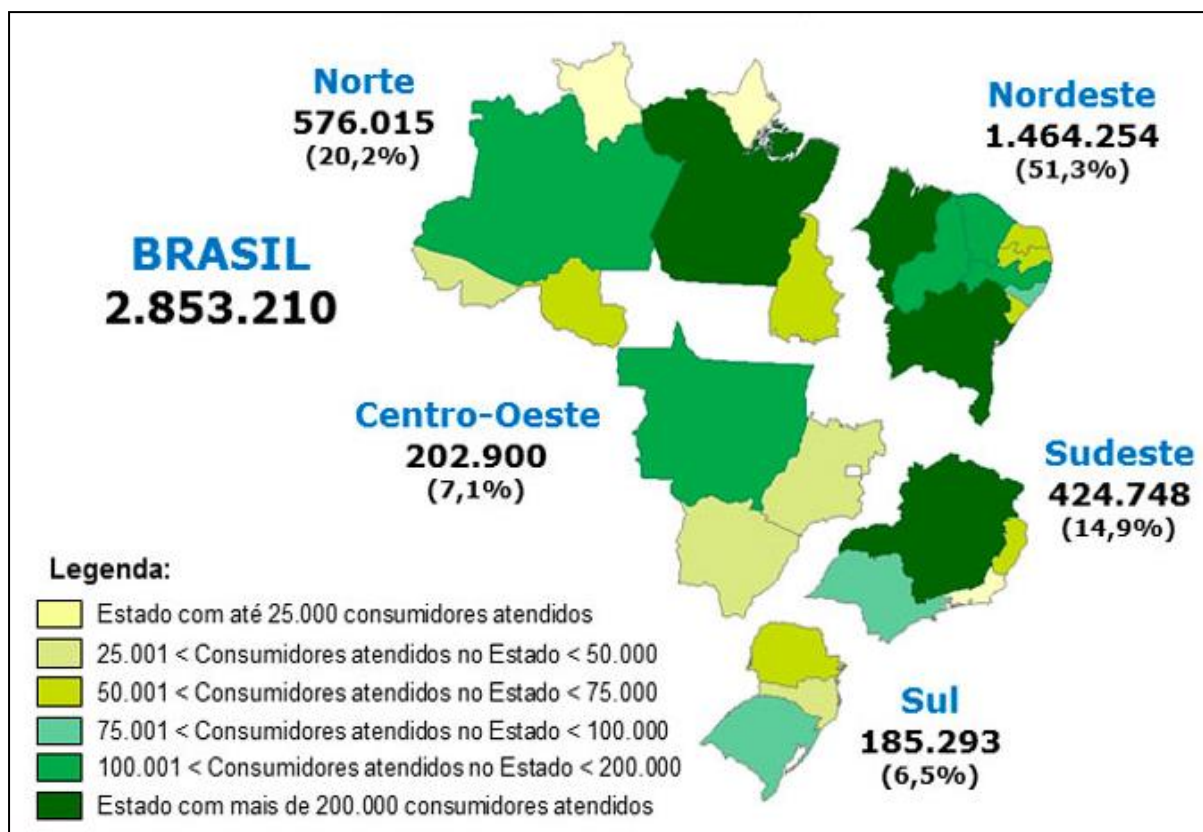 Norte
576.015
(20,2%)
Nordeste
1.464.254
(51,3%)
BRASIL
2.853.210
Centro-Oeste
202.900
(7,1%)
Sudeste
424.748
(14,9%)
Sul
185.293
(6,5%)
Legenda:
Estado com até 25.000 consumidores atendidos
25.001 < Consumidores atendidos no Estado < 50.000
50.001 < Consumidores atendidos no Estado < 75.000
75.001 < Consumidores atendidos no Estado < 100.000
100.001 < Consumidores atendidos no Estado < 200.000
Estado com mais de 200.000 consumidores atendidos